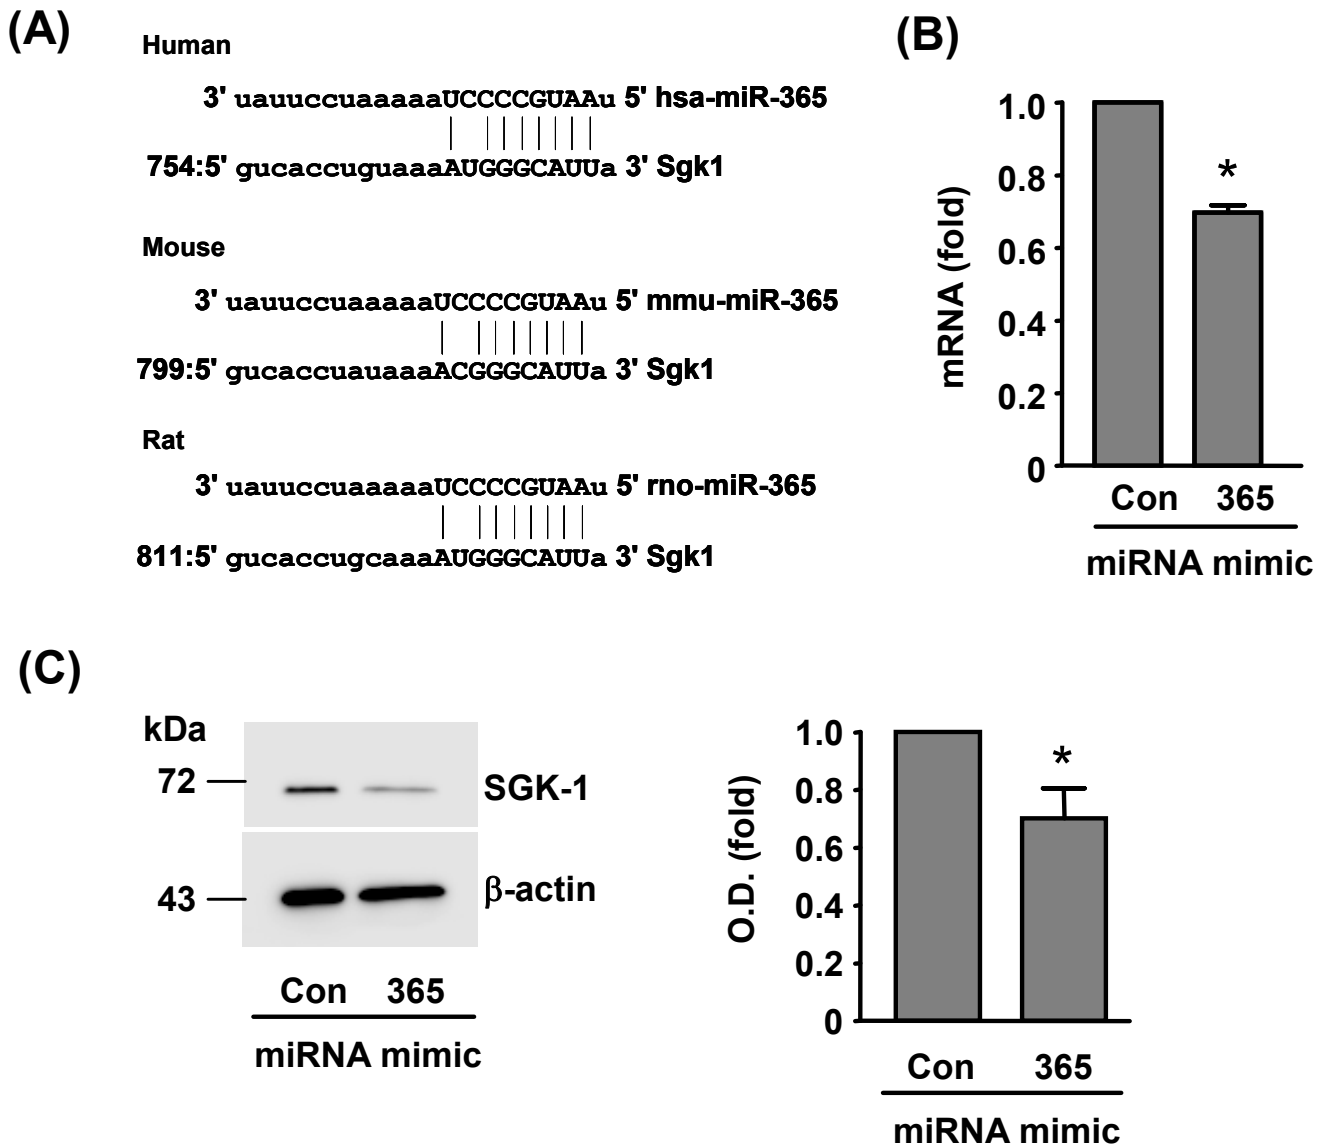 (A)
Human
3' uauuccuaaaaaUCCCCGUAAu 5' hsa-miR-365
754:5' gucaccuguaaaAUGGGCAUUa 3' Sgk1
Mouse
3' uauuccuaaaaaUCCCCGUAAu 5' mmu-miR-365
799:5' gucaccuauaaaACGGGCAUUa 3' Sgk1
Rat
3' uauuccuaaaaaUCCCCGUAAu 5' rno-miR-365
811:5' gucaccugcaaaAUGGGCAUUa 3' Sgk1
(B)
mRNA (fold)
1.0
0.8
0.6
0.4
0.2
0
*
Con 365
miRNA mimic
(C)
kDa
72
SGK-1
43
β-actin
Con 365
miRNA mimic
O.D. (fold)
1.0
0.8
0.6
0.4
0.2
0
*
Con 365
miRNA mimic